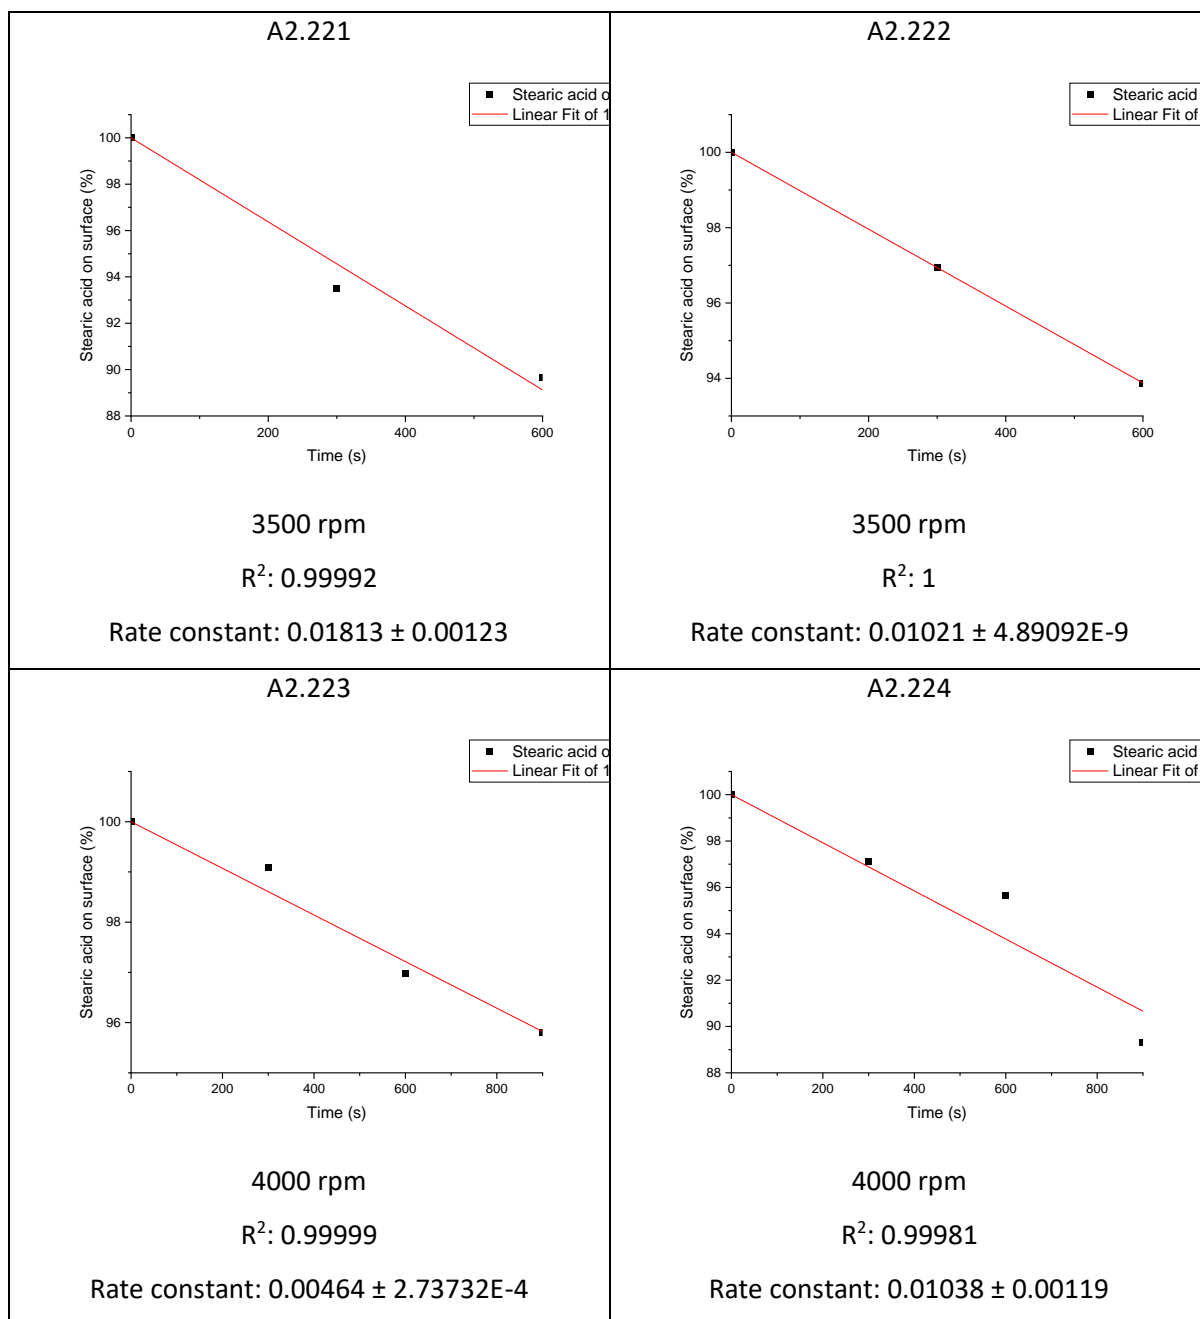 A2.221
Stearic acid o
Linear Fit of 1
100
98
96
94
92
90
88
Stearic acid on surface (%)
0
200
400
600
Time (s)
3500 rpm
R²: 0.99992
Rate constant: 0.01813 ± 0.00123
A2.222
Stearic acid
Linear Fit of
100
98
96
94
Stearic acid on surface (%)
0
200
400
600
Time (s)
3500 rpm
R²: 1
Rate constant: 0.01021 ± 4.89092E-9
A2.223
Stearic acid o
Linear Fit of 1
100
98
96
Stearic acid on surface (%)
0
200
400
600
800
Time (s)
4000 rpm
R²: 0.99999
Rate constant: 0.00464 ± 2.73732E-4
A2.224
Stearic acid
Linear Fit of
100
98
96
94
92
90
88
Stearic acid on surface (%)
0
200
400
600
800
Time (s)
4000 rpm
R²: 0.99981
Rate constant: 0.01038 ± 0.00119